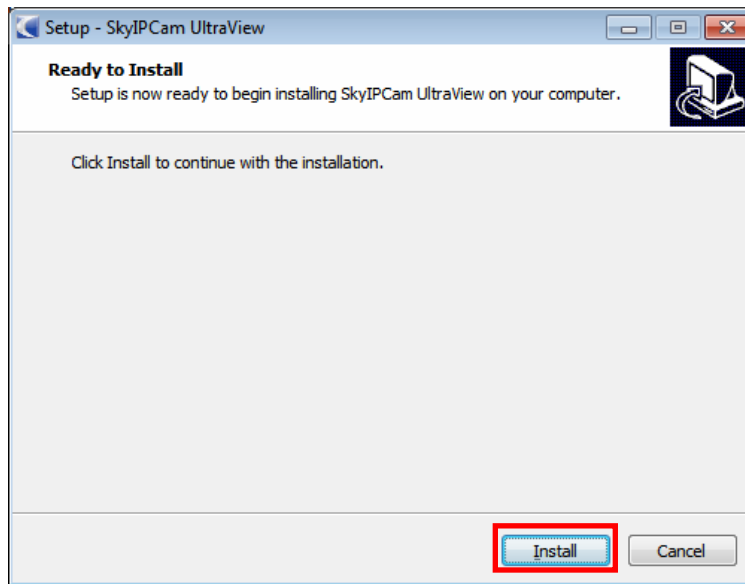 Setup - SkyIPCam UltraView
Ready to Install
Setup is now ready to begin installing SkyIPCam UltraView on your computer.
Click Install to continue with the installation.
Install
Cancel